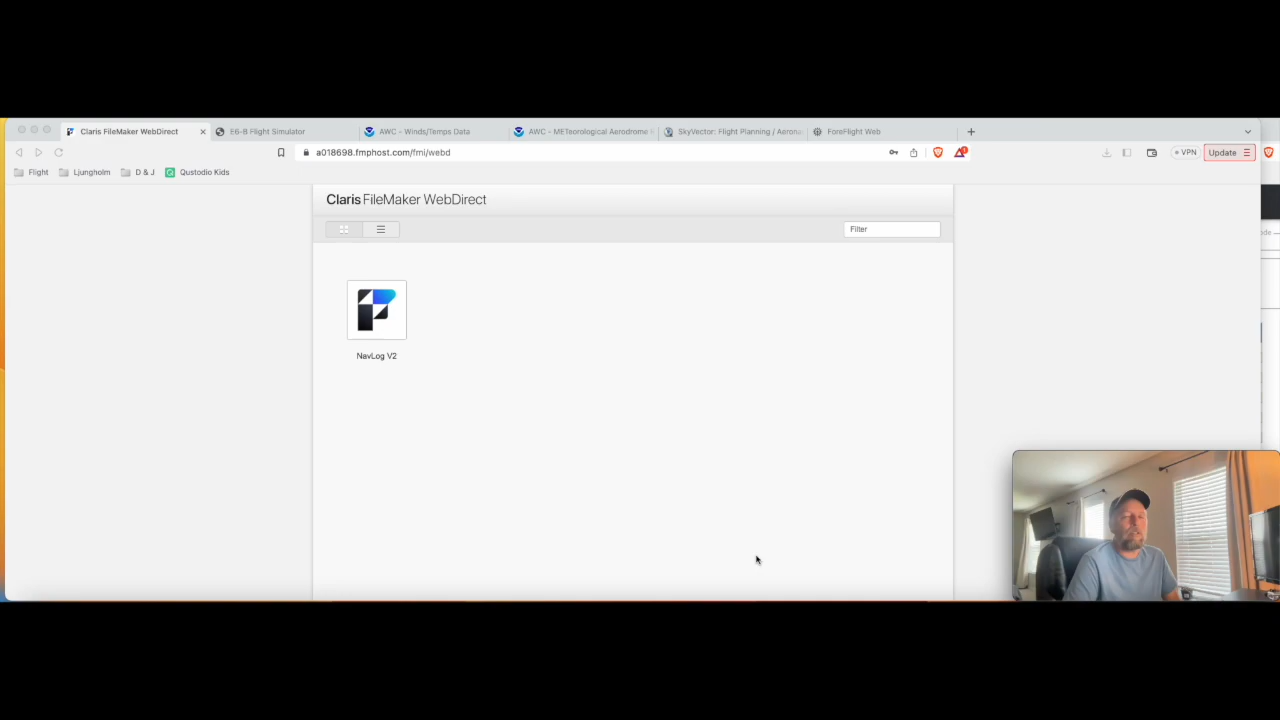 Claris FileMaker WebDirect
E6-B Flight Simulator
AWC - Winds/Temps Data
AWC - METeorological Aerodrome
SkyVector: Flight Planning / Aerona
ForeFlight Web
a018698.fmphost.com/fmi/webd
VPN
Update
Flight
Ljungholm
D & J
Qustodio Kids
Claris FileMaker WebDirect
Filter
NavLog V2